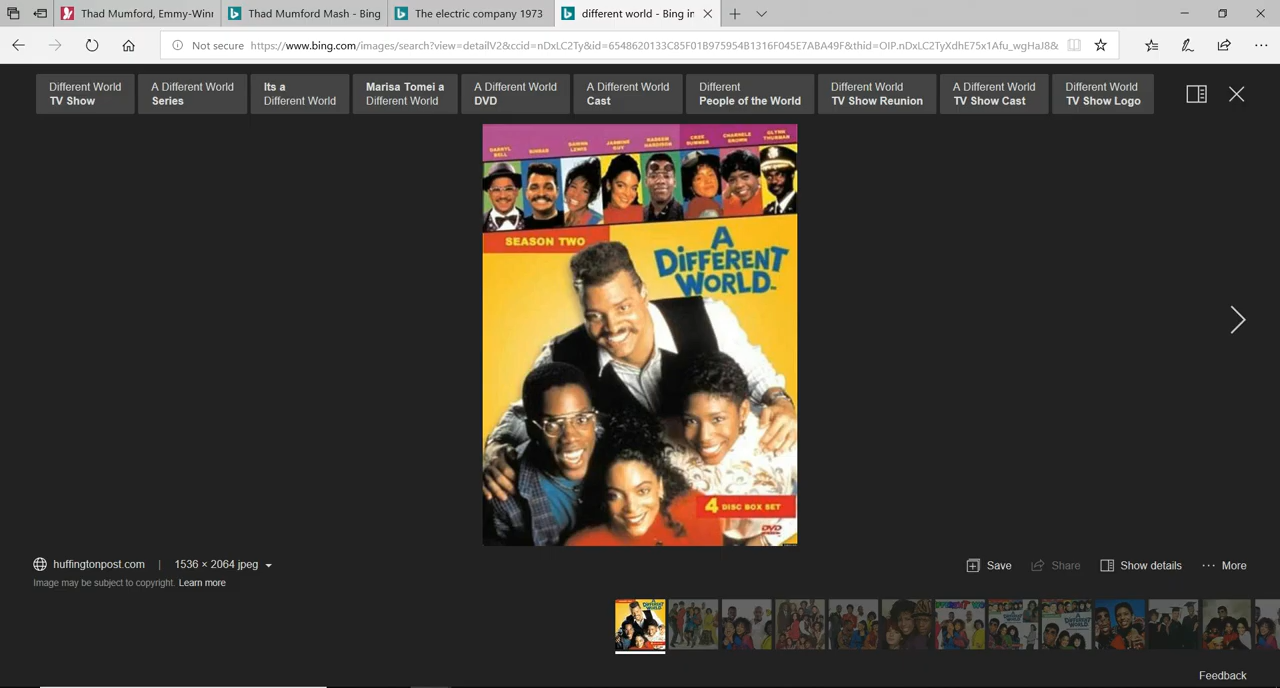 Thad Mumford, Emmy-Win
Thad Mumford Mash - Bing
The electric company 1973
different world - Bing in
Not secure
https://www.bing.com/images/search?view=detailV2&ccid=nDxLC2Ty&id=6548620133C85F01B975954B1316F045E7ABA49F&thid=OIP.nDxLC2TyXdhE75x1Afu_wgHaJ8&
Different World
TV Show
A Different World
Series
Its a
Different World
Marisa Tomei a
Different World
A Different World
DVD
A Different World
Cast
Different
People of the World
Different World
TV Show Reunion
A Different World
TV Show Cast
Different World
TV Show Logo
DARRYL
BELL
SINBAD
DAWNN
LEWIS
JASMINE
GUY
KADEEM
HARDISON
CREE
SUMMER
CHARNELE
BROWN
GLYNN
THURMAN
SEASON TWO
A
DIFFERENT
WORLD
4 DISC BOX SET
DVD
huffingtonpost.com | 1536 × 2064 jpeg
Save
Share
Show details
··· More
Image may be subject to copyright. Learn more
Feedback